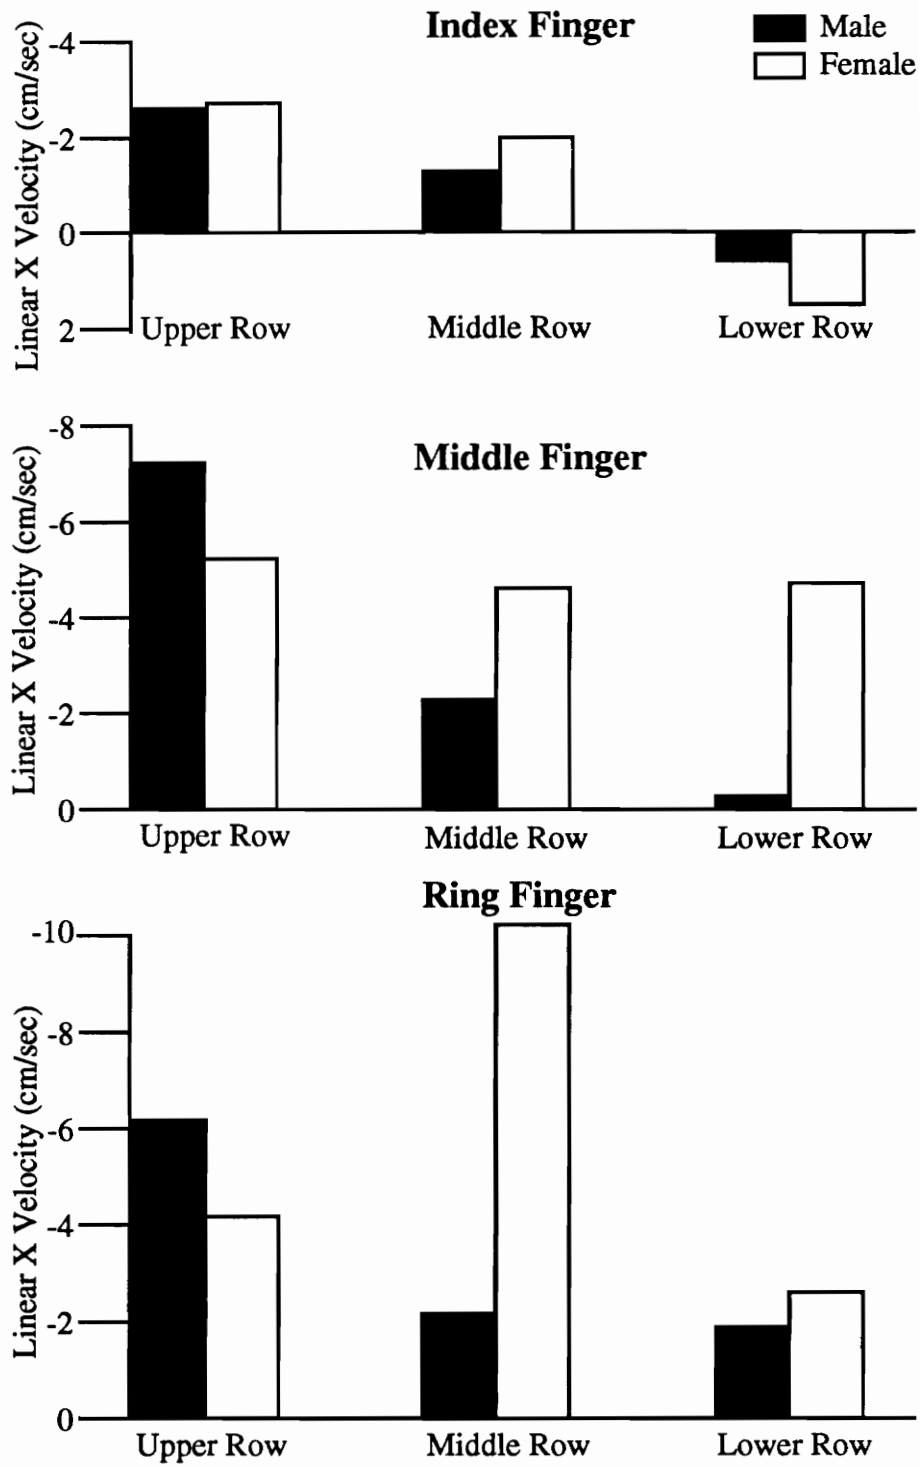 Index Finger
Male
Female
Linear X Velocity (cm/sec)
-4
-2
0
2
Upper Row
Middle Row
Lower Row
Middle Finger
Linear X Velocity (cm/sec)
-8
-6
-4
-2
0
Upper Row
Middle Row
Lower Row
Ring Finger
Linear X Velocity (cm/sec)
-10
-8
-6
-4
-2
0
Upper Row
Middle Row
Lower Row